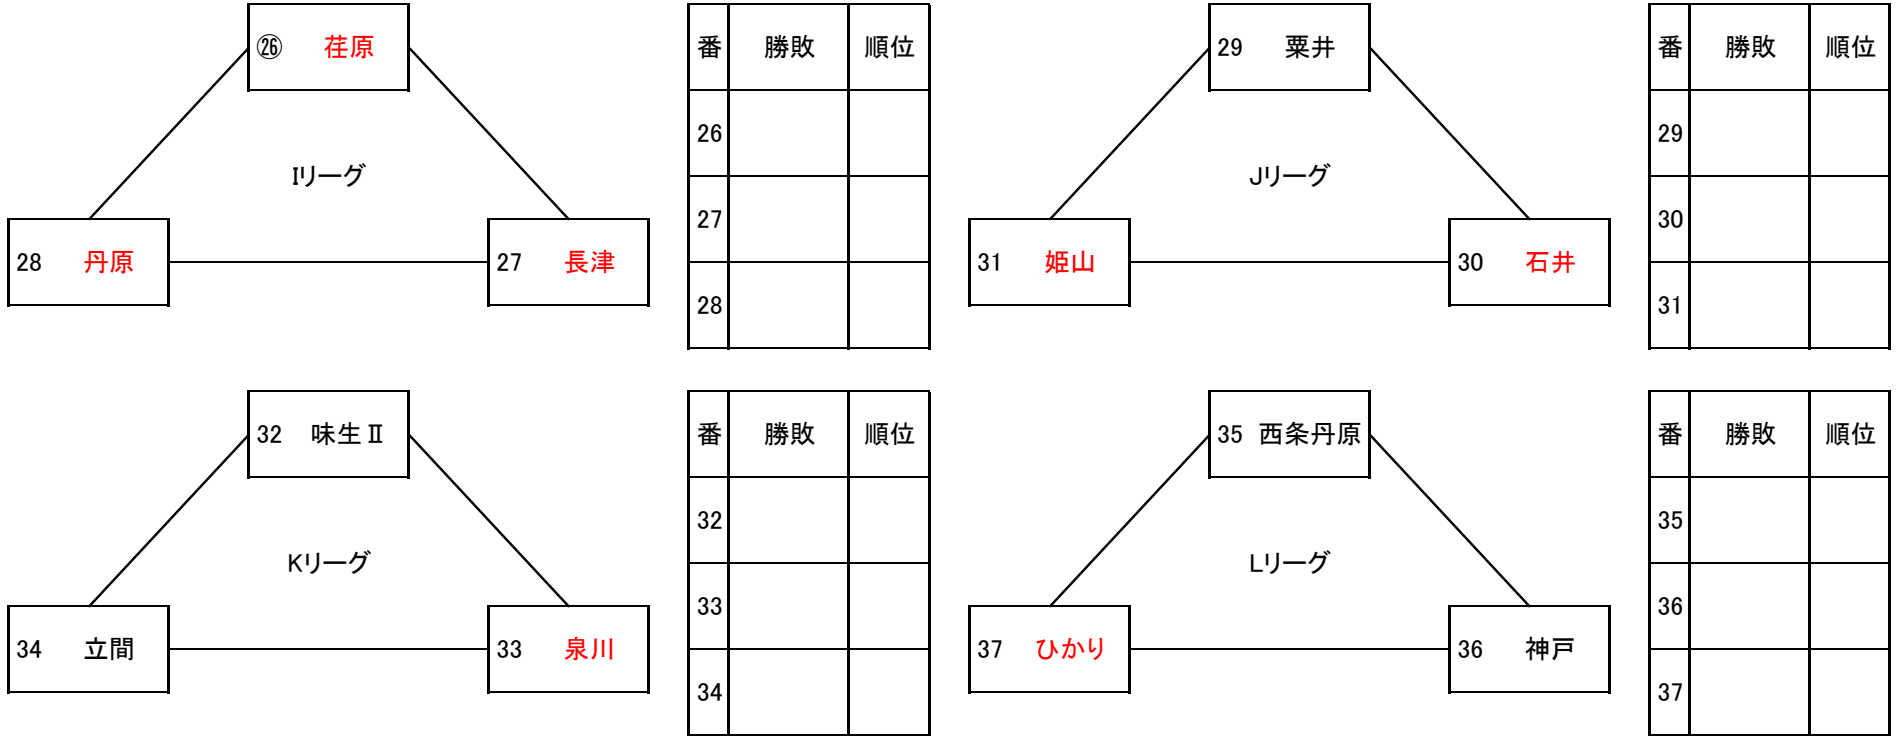 ㉖ 荏原
Iリーグ
28 丹原
27 長津
番 勝敗 順位
26
27
28
29 粟井
Jリーグ
31 姫山
30 石井
番 勝敗 順位
29
30
31
32 味生Ⅱ
Kリーグ
34 立間
33 泉川
番 勝敗 順位
32
33
34
35 西条丹原
Lリーグ
37 ひかり
36 神戸
番 勝敗 順位
35
36
37